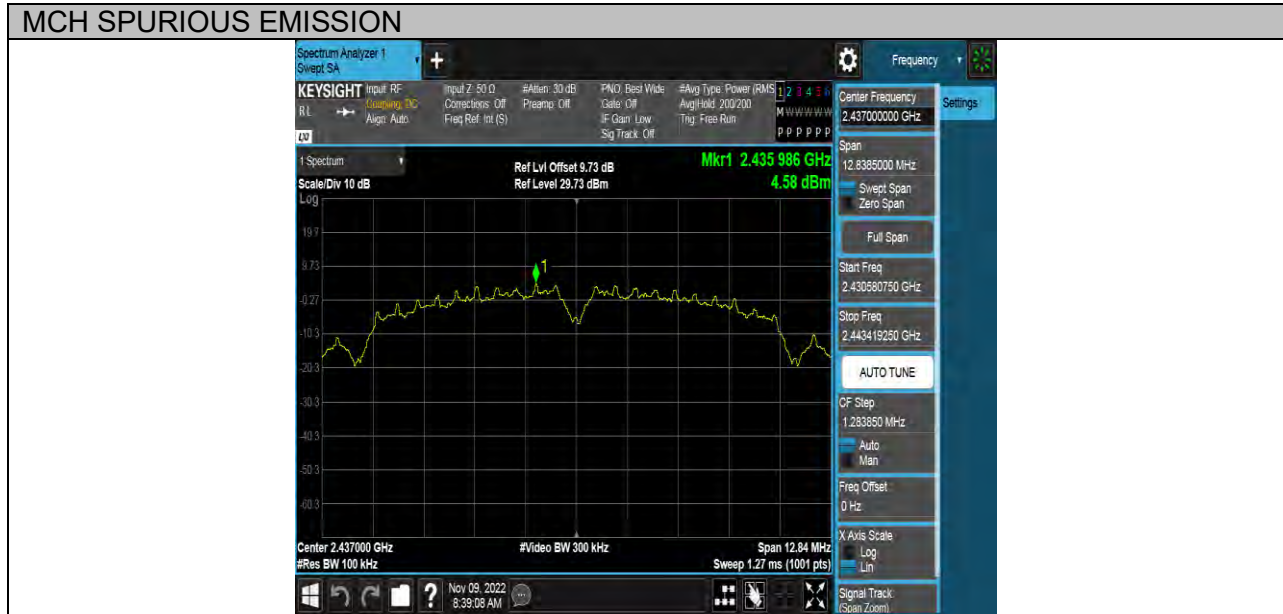 MCH SPURIOUS EMISSION
Spectrum Analyzer 1
Swept SA
Frequency
KEYSIGHT
RL
LXI
Input: RF
Coupling: DC
Align: Auto
Input Z: 50 Ω
Corrections: Off
Freq Ref: Int (S)
#Atten: 30 dB
Preamp: Off
PNO: Best Wide
Gate: Off
IF Gain: Low
Sig Track: Off
#Avg Type: Power (RMS
Avg|Hold: 200/200
Trig: Free Run
1 2 3 4 5 6
M W W W W W
P P P P P P
1 Spectrum
Scale/Div 10 dB
Log
Ref Lvl Offset 9.73 dB
Ref Level 29.73 dBm
Mkr1 2.435 986 GHz
4.58 dBm
1
19.7
9.73
-0.27
-10.3
-20.3
-30.3
-40.3
-50.3
-60.3
Center 2.437000 GHz
#Res BW 100 kHz
#Video BW 300 kHz
Span 12.84 MHz
Sweep 1.27 ms (1001 pts)
Nov 09, 2022
8:39:08 AM
Center Frequency
2.437000000 GHz
Settings
Span
12.8385000 MHz
Swept Span
Zero Span
Full Span
Start Freq
2.430580750 GHz
Stop Freq
2.443419250 GHz
AUTO TUNE
CF Step
1.283850 MHz
Auto
Man
Freq Offset
0 Hz
X Axis Scale
Log
Lin
Signal Track
(Span Zoom)